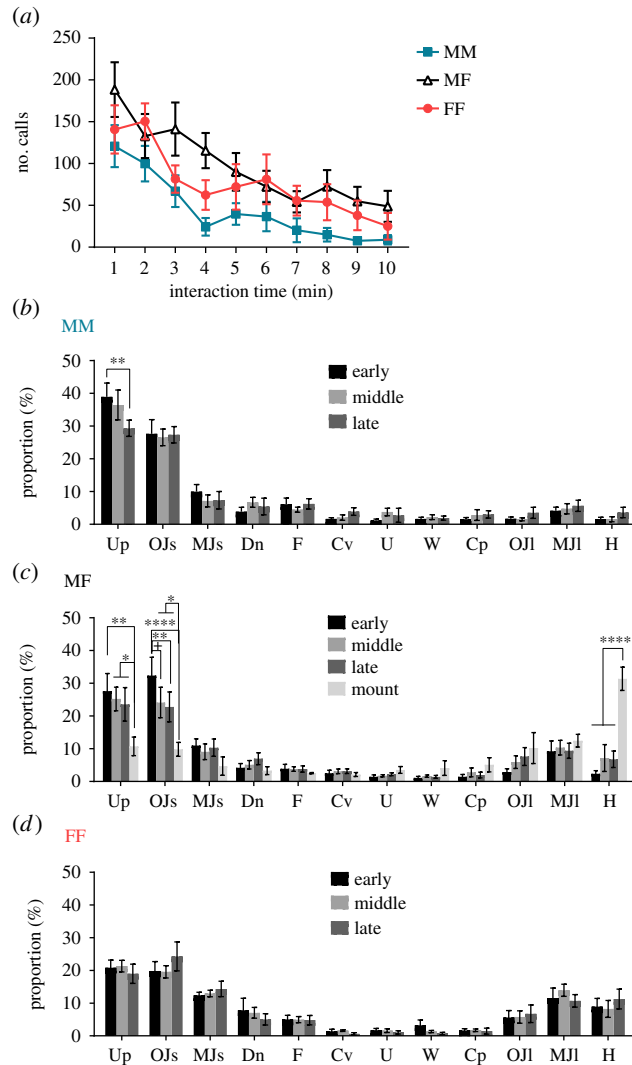 (a)
250
200
150
100
50
0
no. calls
MM
MF
FF
1 2 3 4 5 6 7 8 9 10
interaction time (min)
(b)
MM
50
40
30
20
10
0
proportion (%)
**
early
middle
late
Up OJs MJs Dn F Cv U W Cp OJl MJl H
(c)
MF
50
40
30
20
10
0
proportion (%)
**
*
*
****
**
****
early
middle
late
mount
Up OJs MJs Dn F Cv U W Cp OJl MJl H
(d)
FF
50
40
30
20
10
0
proportion (%)
early
middle
late
Up OJs MJs Dn F Cv U W Cp OJl MJl H